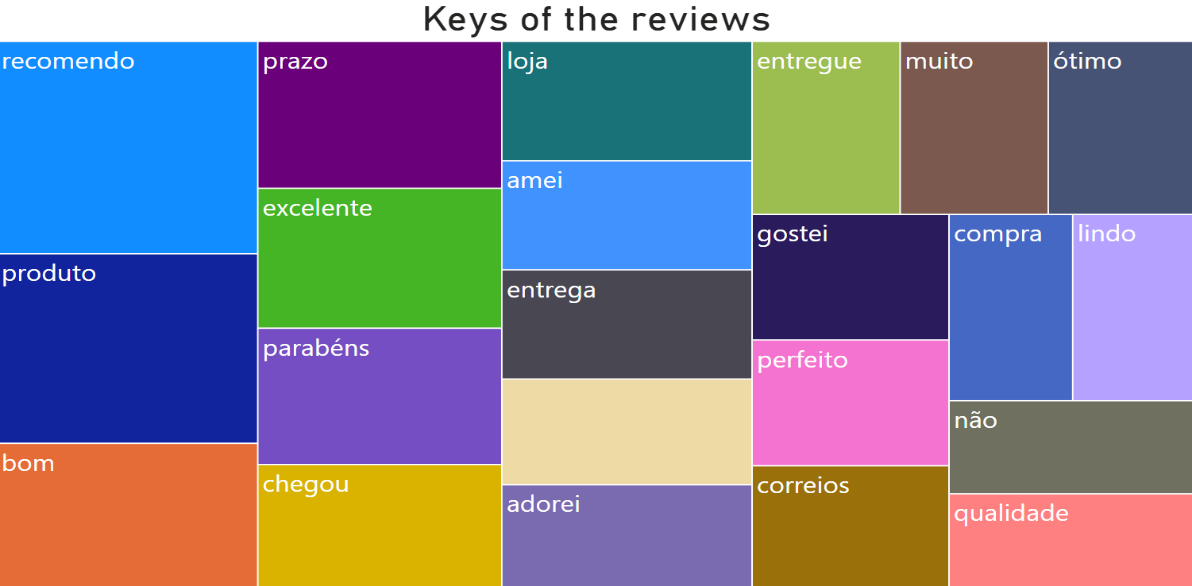 Keys of the reviews
recomendo
produto
bom
prazo
excelente
parabéns
chegou
loja
amei
entrega
adorei
entregue
muito
ótimo
gostei
perfeito
correios
compra
lindo
não
qualidade